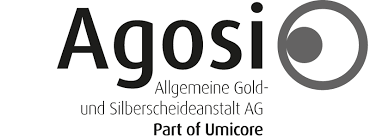 Agosi
Allgemeine Gold-
und Silberscheideanstalt AG
Part of Umicore